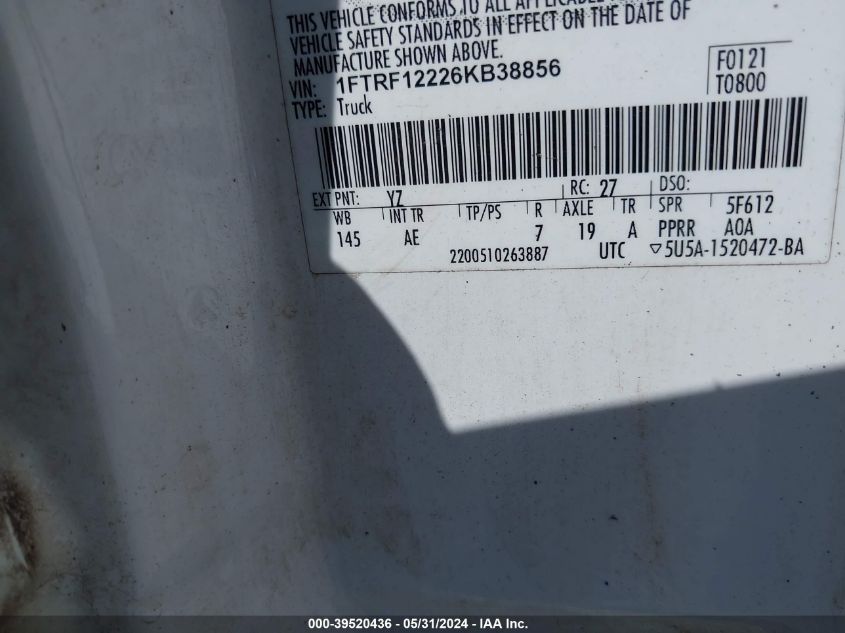 THIS VEHICLE CONFORMS TO ALL APPLICABLE
VEHICLE SAFETY STANDARDS IN EFFECT ON THE DATE OF
MANUFACTURE SHOWN ABOVE.
VIN: 1FTRF12226KB38856
TYPE: Truck
F0121
T0800
EXT PNT: YZ RC: 27 DSO:
WB INT TR TP/PS R AXLE TR SPR 5F612
145 AE 7 19 A PPRR A0A
2200510263887 UTC ▽5U5A-1520472-BA
000-39520436 - 05/31/2024 - IAA Inc.